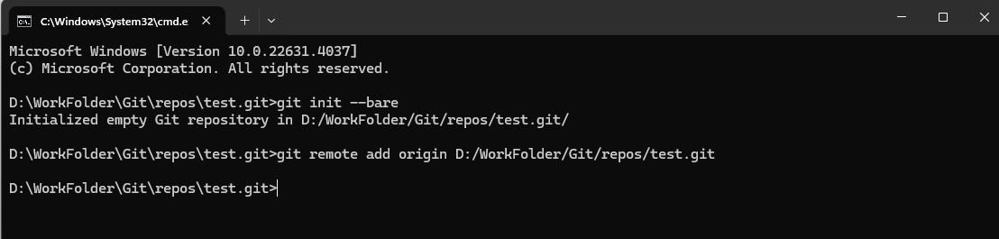 C:\Windows\System32\cmd.e
Microsoft Windows [Version 10.0.22631.4037]
(c) Microsoft Corporation. All rights reserved.
D:\WorkFolder\Git\repos\test.git>git init --bare
Initialized empty Git repository in D:/WorkFolder/Git/repos/test.git/
D:\WorkFolder\Git\repos\test.git>git remote add origin D:/WorkFolder/Git/repos/test.git
D:\WorkFolder\Git\repos\test.git>